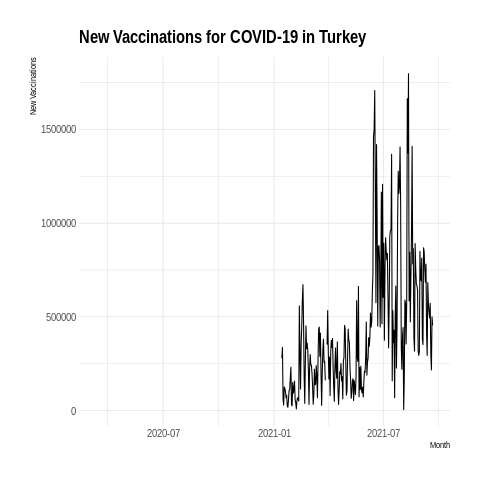 New Vaccinations for COVID-19 in Turkey
New Vaccinations
1500000
1000000
500000
0
2020-07
2021-01
2021-07
Month